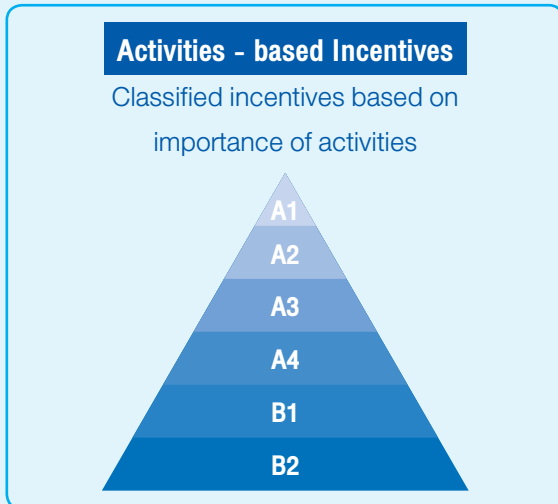 Activities - based Incentives
Classified incentives based on
importance of activities
A1
A2
A3
A4
B1
B2